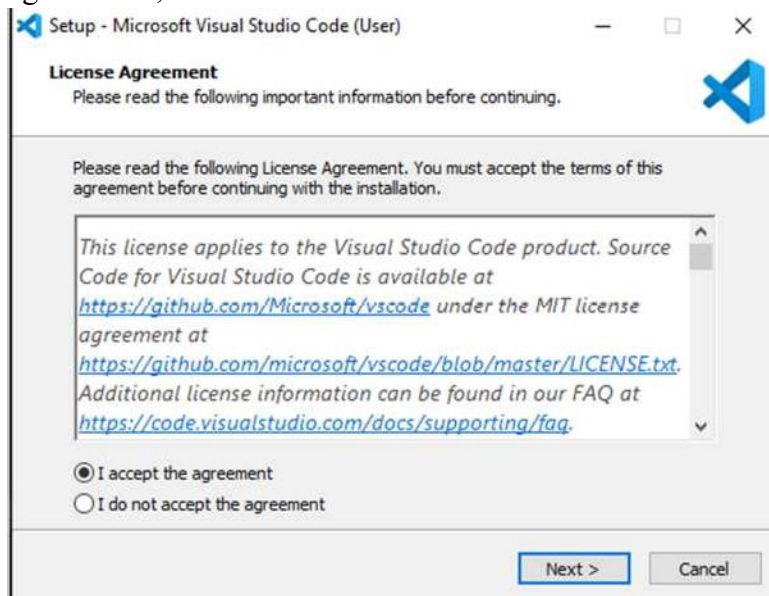 Setup - Microsoft Visual Studio Code (User)
License Agreement
Please read the following important information before continuing.
Please read the following License Agreement. You must accept the terms of this
agreement before continuing with the installation.
This license applies to the Visual Studio Code product. Source
Code for Visual Studio Code is available at
https://github.com/Microsoft/vscode under the MIT license
agreement at
https://github.com/microsoft/vscode/blob/master/LICENSE.txt.
Additional license information can be found in our FAQ at
https://code.visualstudio.com/docs/supporting/faq.
I accept the agreement
I do not accept the agreement
Next > Cancel